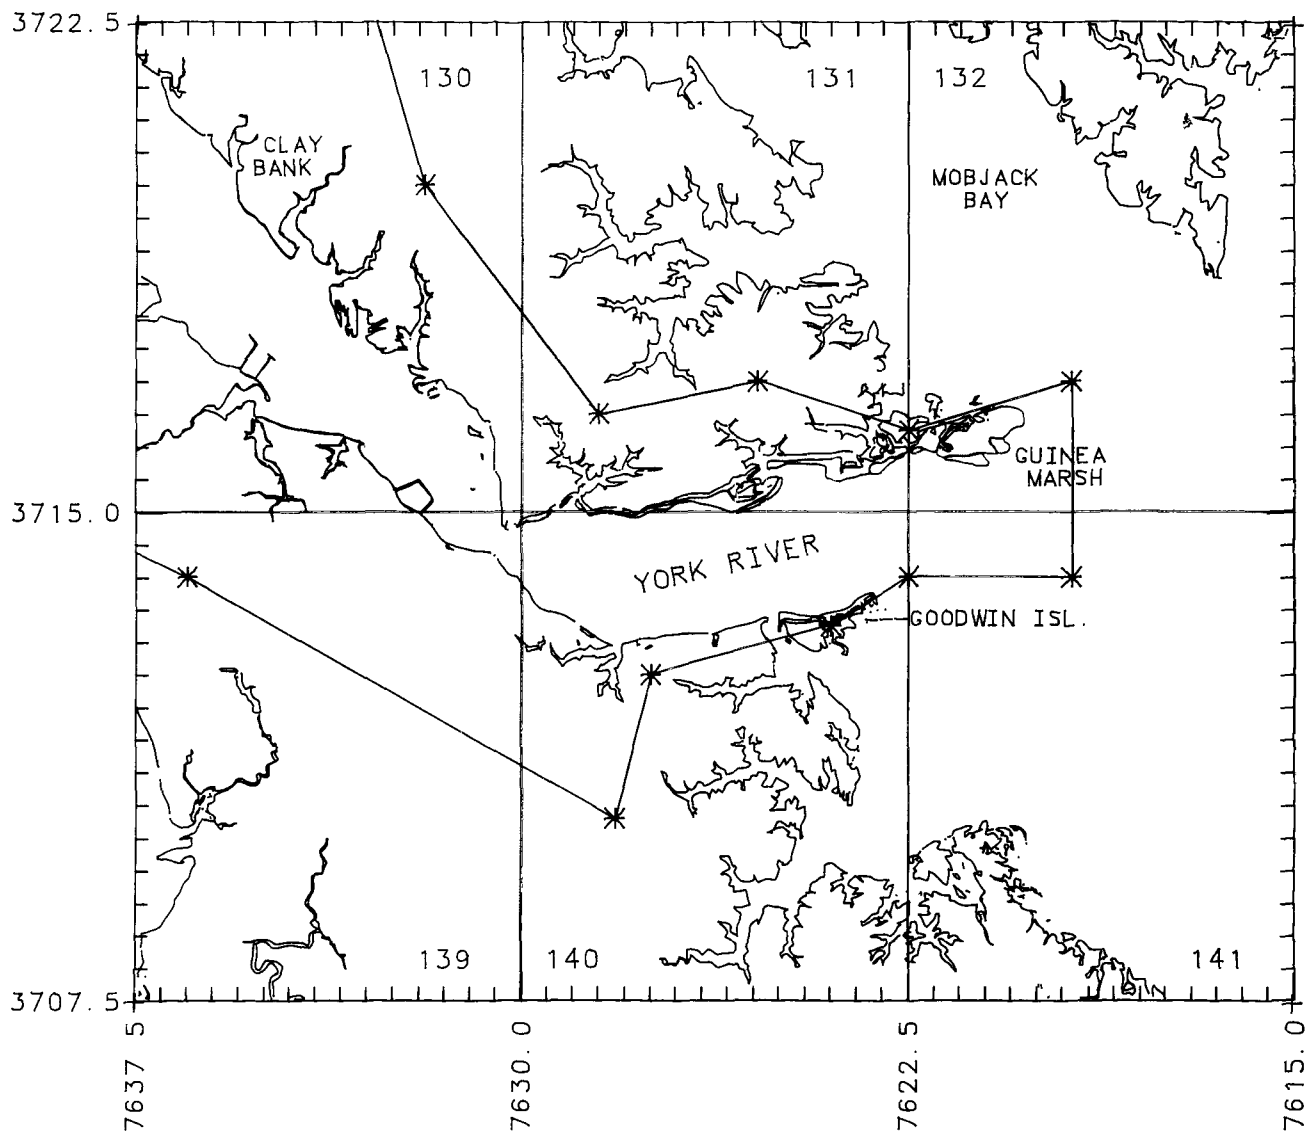 3722.5
130
131
132
CLAY
BANK
MOBJACK
BAY
GUINEA
MARSH
3715.0
YORK RIVER
GOODWIN ISL.
139
140
141
3707.5
7637 5
7630.0
7622.5
7615.0